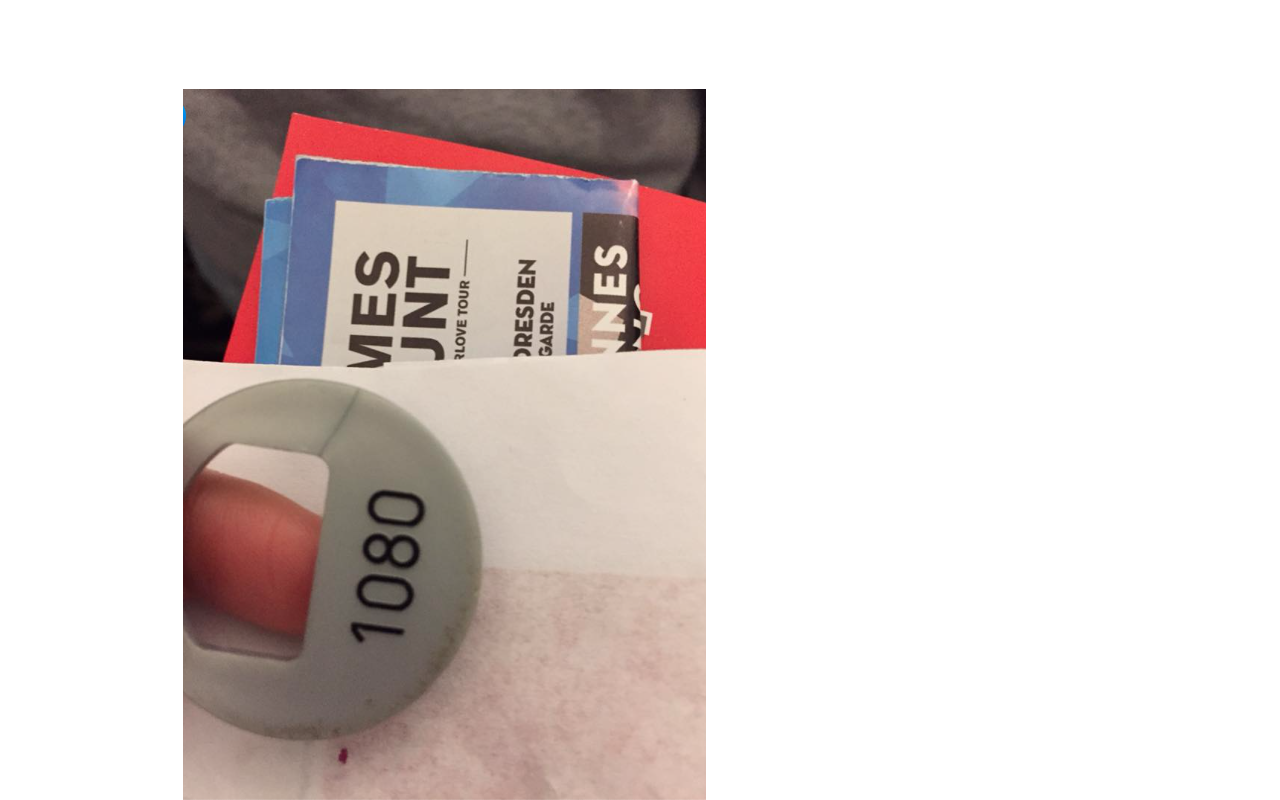 MES
UNT
RLOVE TOUR
DRESDEN
GARDE
NNES
1080